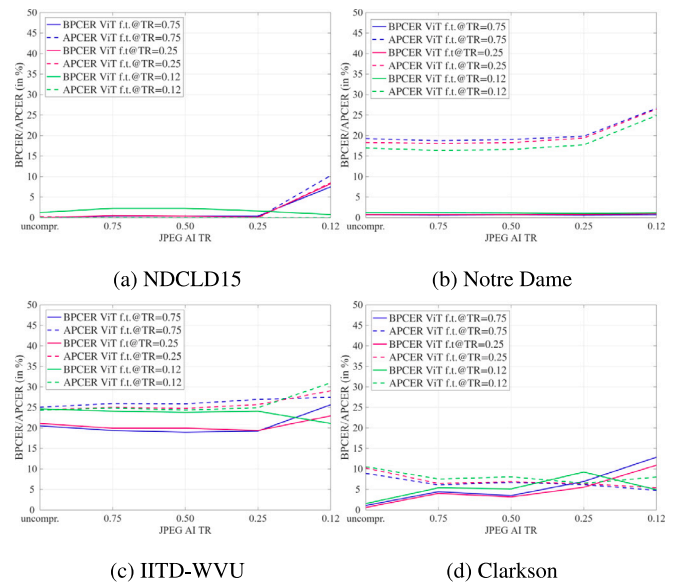 BPCER/APCER (in %)
50
45
40
35
30
25
20
15
10
5
0
BPCER ViT f.t.@TR=0.75
APCER ViT f.t.@TR=0.75
BPCER ViT f.t@TR=0.25
APCER ViT f.t.@TR=0.25
BPCER ViT f.t.@TR=0.12
APCER ViT f.t.@TR=0.12
uncompr. 0.75 0.50 0.25 0.12
JPEG AI TR
(a) NDCLD15
BPCER/APCER (in %)
50
45
40
35
30
25
20
15
10
5
0
BPCER ViT f.t.@TR=0.75
APCER ViT f.t.@TR=0.75
BPCER ViT f.t@TR=0.25
APCER ViT f.t.@TR=0.25
BPCER ViT f.t.@TR=0.12
APCER ViT f.t.@TR=0.12
uncompr. 0.75 0.50 0.25 0.12
JPEG AI TR
(b) Notre Dame
BPCER/APCER (in %)
50
45
40
35
30
25
20
15
10
5
0
BPCER ViT f.t.@TR=0.75
APCER ViT f.t.@TR=0.75
BPCER ViT f.t@TR=0.25
APCER ViT f.t.@TR=0.25
BPCER ViT f.t.@TR=0.12
APCER ViT f.t.@TR=0.12
uncompr. 0.75 0.50 0.25 0.12
JPEG AI TR
(c) IITD-WVU
BPCER/APCER (in %)
50
45
40
35
30
25
20
15
10
5
0
BPCER ViT f.t.@TR=0.75
APCER ViT f.t.@TR=0.75
BPCER ViT f.t@TR=0.25
APCER ViT f.t.@TR=0.25
BPCER ViT f.t.@TR=0.12
APCER ViT f.t.@TR=0.12
uncompr. 0.75 0.50 0.25 0.12
JPEG AI TR
(d) Clarkson